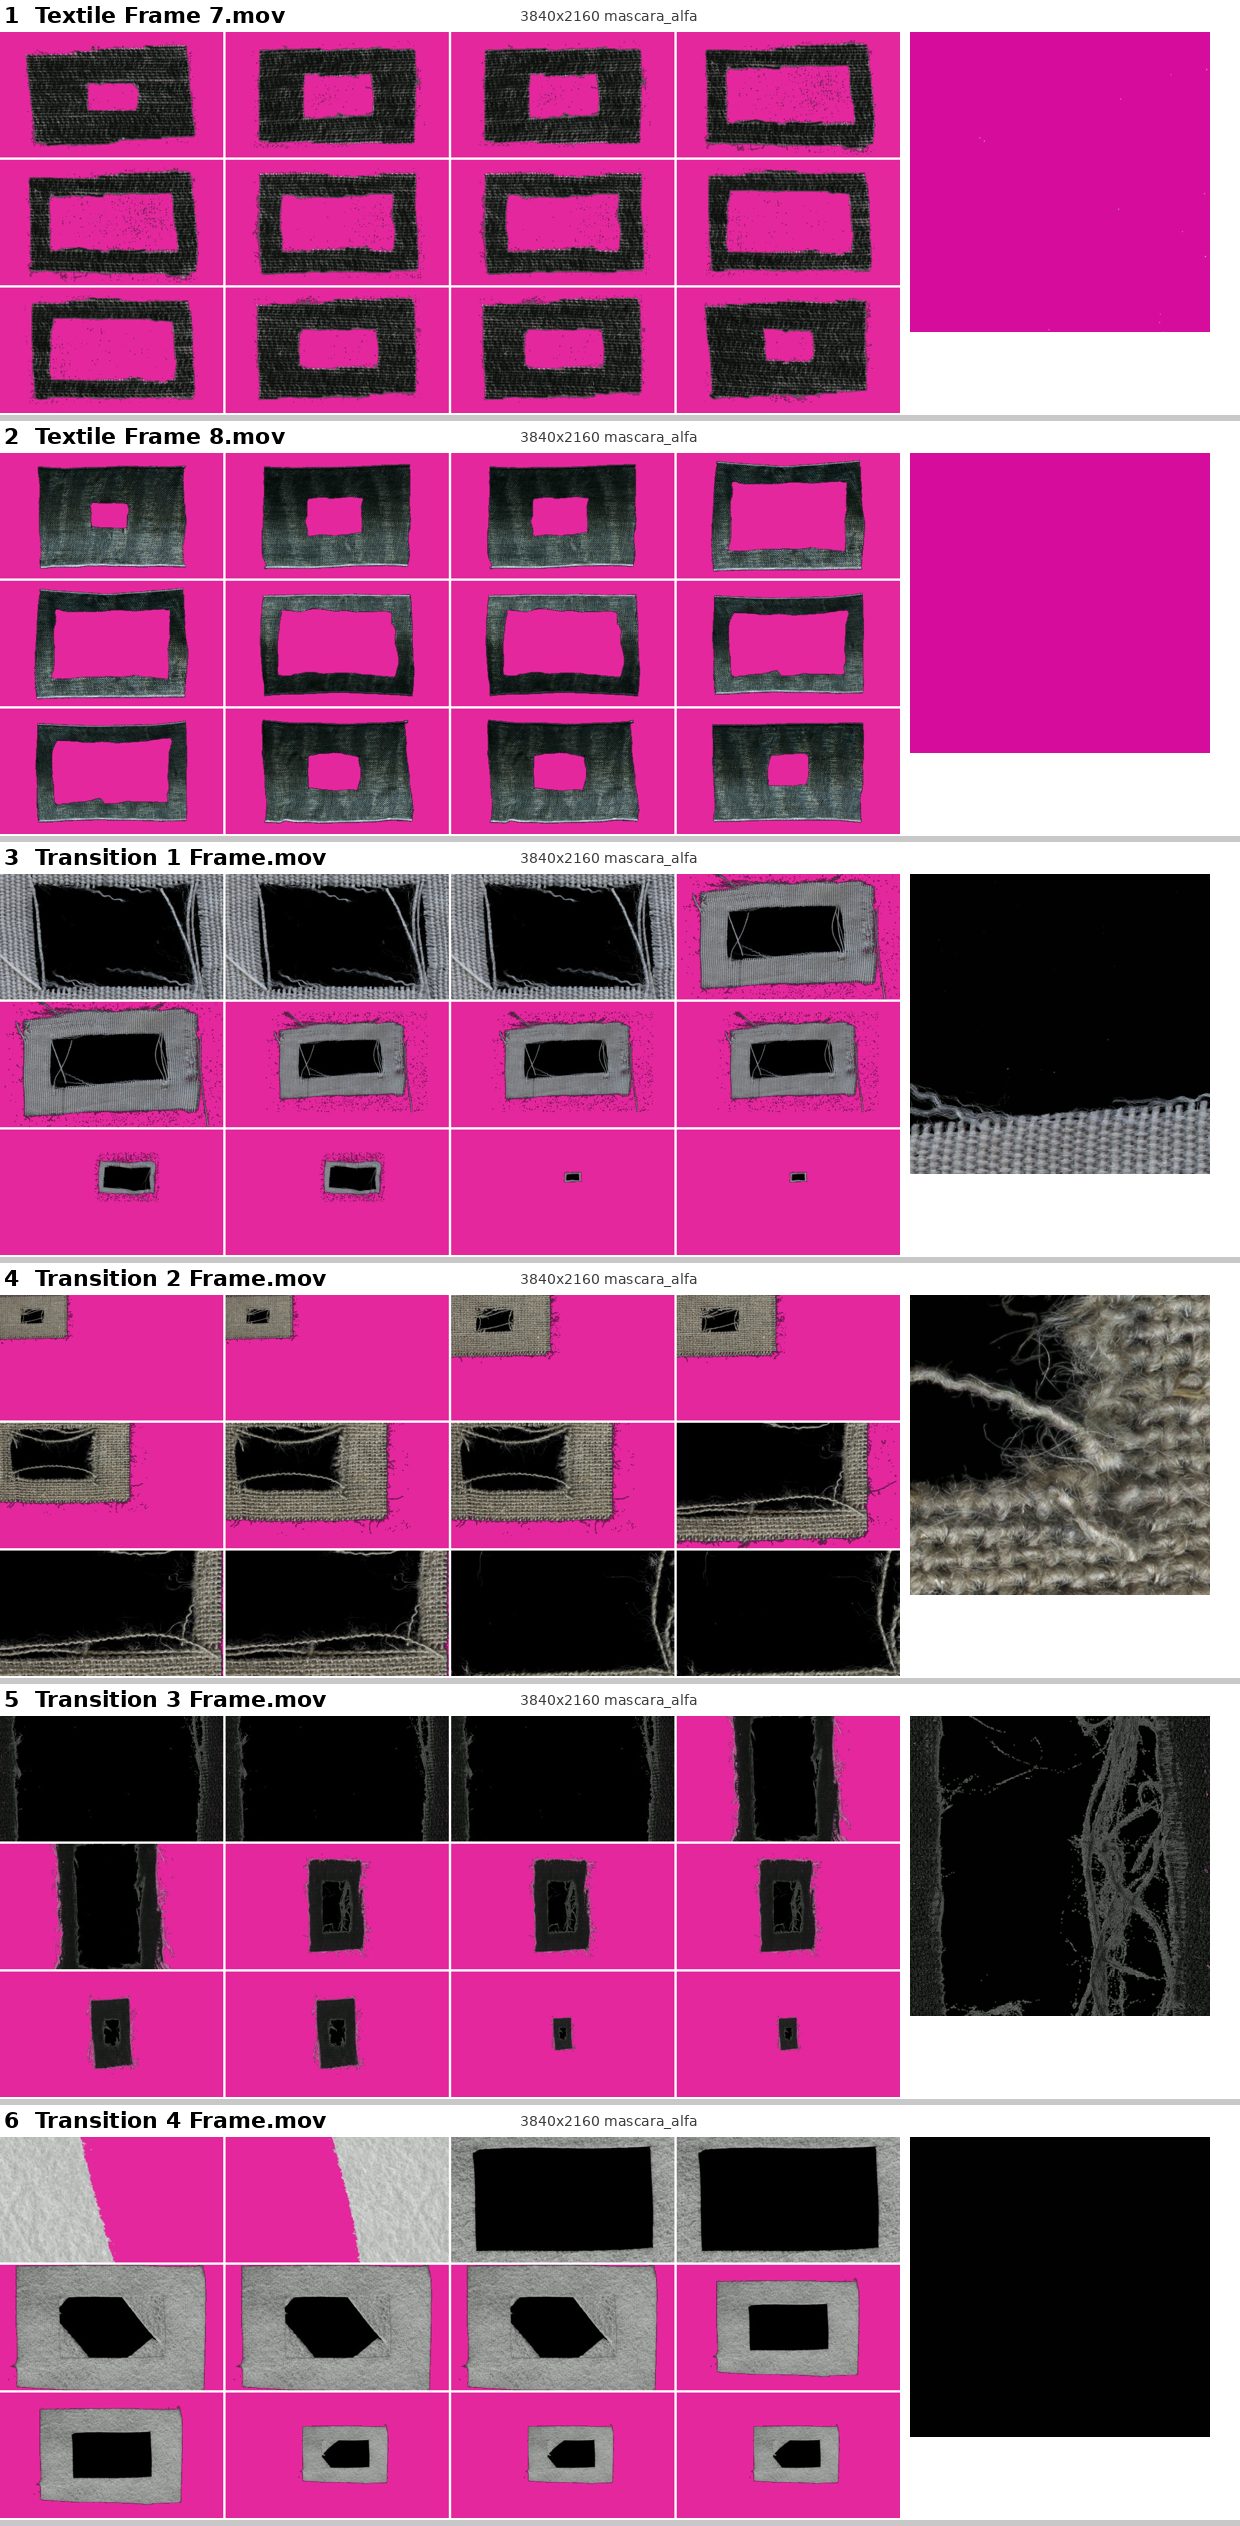 1 Textile Frame 7.mov 3840x2160 mascara_alfa
2 Textile Frame 8.mov 3840x2160 mascara_alfa
3 Transition 1 Frame.mov 3840x2160 mascara_alfa
4 Transition 2 Frame.mov 3840x2160 mascara_alfa
5 Transition 3 Frame.mov 3840x2160 mascara_alfa
6 Transition 4 Frame.mov 3840x2160 mascara_alfa